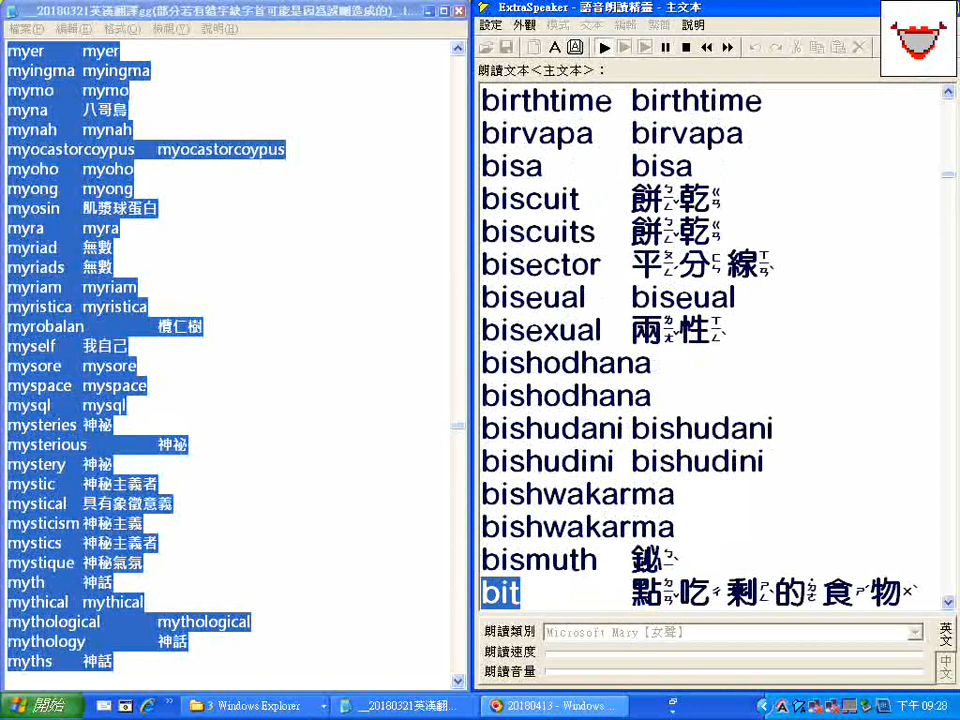 __20180321英漢翻譯gg(部分若有錯字缺字首可能是因爲誤刪造成的)_.t...
檔案(F) 編輯(E) 格式(O) 檢視(V) 說明(H)
myer myer
myingma myingma
mymo mymo
myna 八哥鳥
mynah mynah
myocastorcoypus myocastorcoypus
myoho myoho
myong myong
myosin 肌漿球蛋白
myra myra
myriad 無數
myriads 無數
myriam myriam
myristica myristica
myrobalan 欖仁樹
myself 我自己
mysore mysore
myspace myspace
mysql mysql
mysteries 神祕
mysterious 神祕
mystery 神祕
mystic 神秘主義者
mystical 具有象徵意義
mysticism 神秘主義
mystics 神秘主義者
mystique 神秘氣氛
myth 神話
mythical mythical
mythological mythological
mythology 神話
myths 神話
ExtraSpeaker - 語音朗讀精靈 - 主文本
設定 外觀 模式 文本 編輯 緊簡 說明
朗讀文本<主文本>：
birthtime birthtime
birvapa birvapa
bisa bisa
biscuit 餅乾
biscuits 餅乾
bisector 平分線
biseual biseual
bisexual 兩性
bishodhana
bishodhana
bishudani bishudani
bishudini bishudini
bishwakarma
bishwakarma
bismuth 鉍
bit 點吃剩的食物
朗讀類別 Microsoft Mary【女聲】
朗讀速度
朗讀音量
英文
中文
開始 3 Windows Explorer __20180321英漢翻譯... 20180413 - Windows ... 下午 09:28